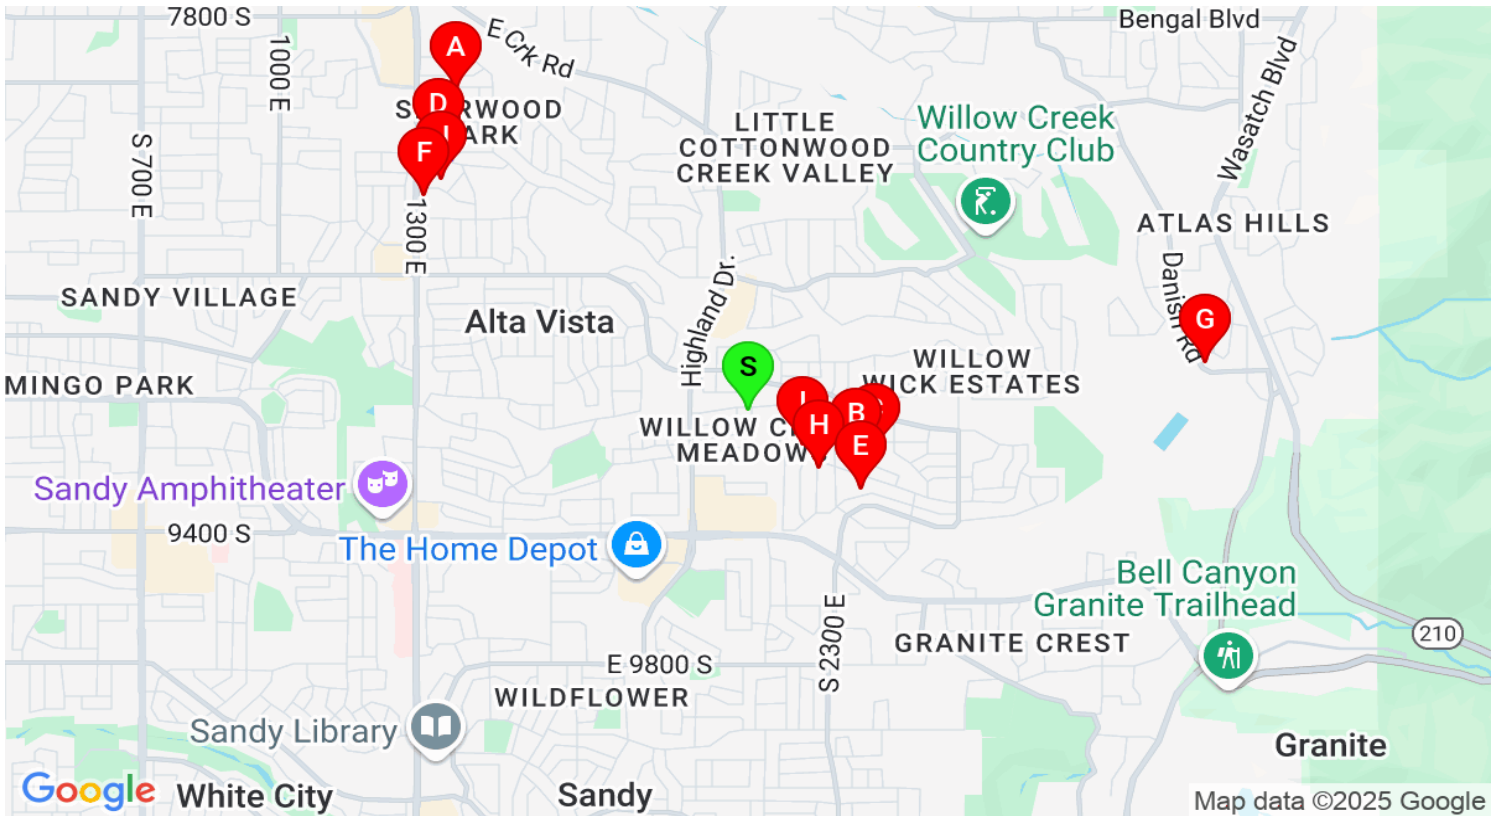 7800 S
Bengal Blvd
E Crk Rd
A
1000 E
Wasatch Blvd
D
LITTLE
COTTONWOOD
CREEK VALLEY
Willow Creek
Country Club
S 700 E
F
1300 E
ATLAS HILLS
Danish Rd
Highland Dr.
SANDY VILLAGE
Alta Vista
G
S
WILLOW
WICK ESTATES
MINGO PARK
B
H
E
WILLOW
MEADOWS
Sandy Amphitheater
9400 S
The Home Depot
Bell Canyon
Granite Trailhead
S 2300 E
210
GRANITE CREST
E 9800 S
WILDFLOWER
Sandy Library
Granite
Google
White City
Sandy
Map data ©2025 Google